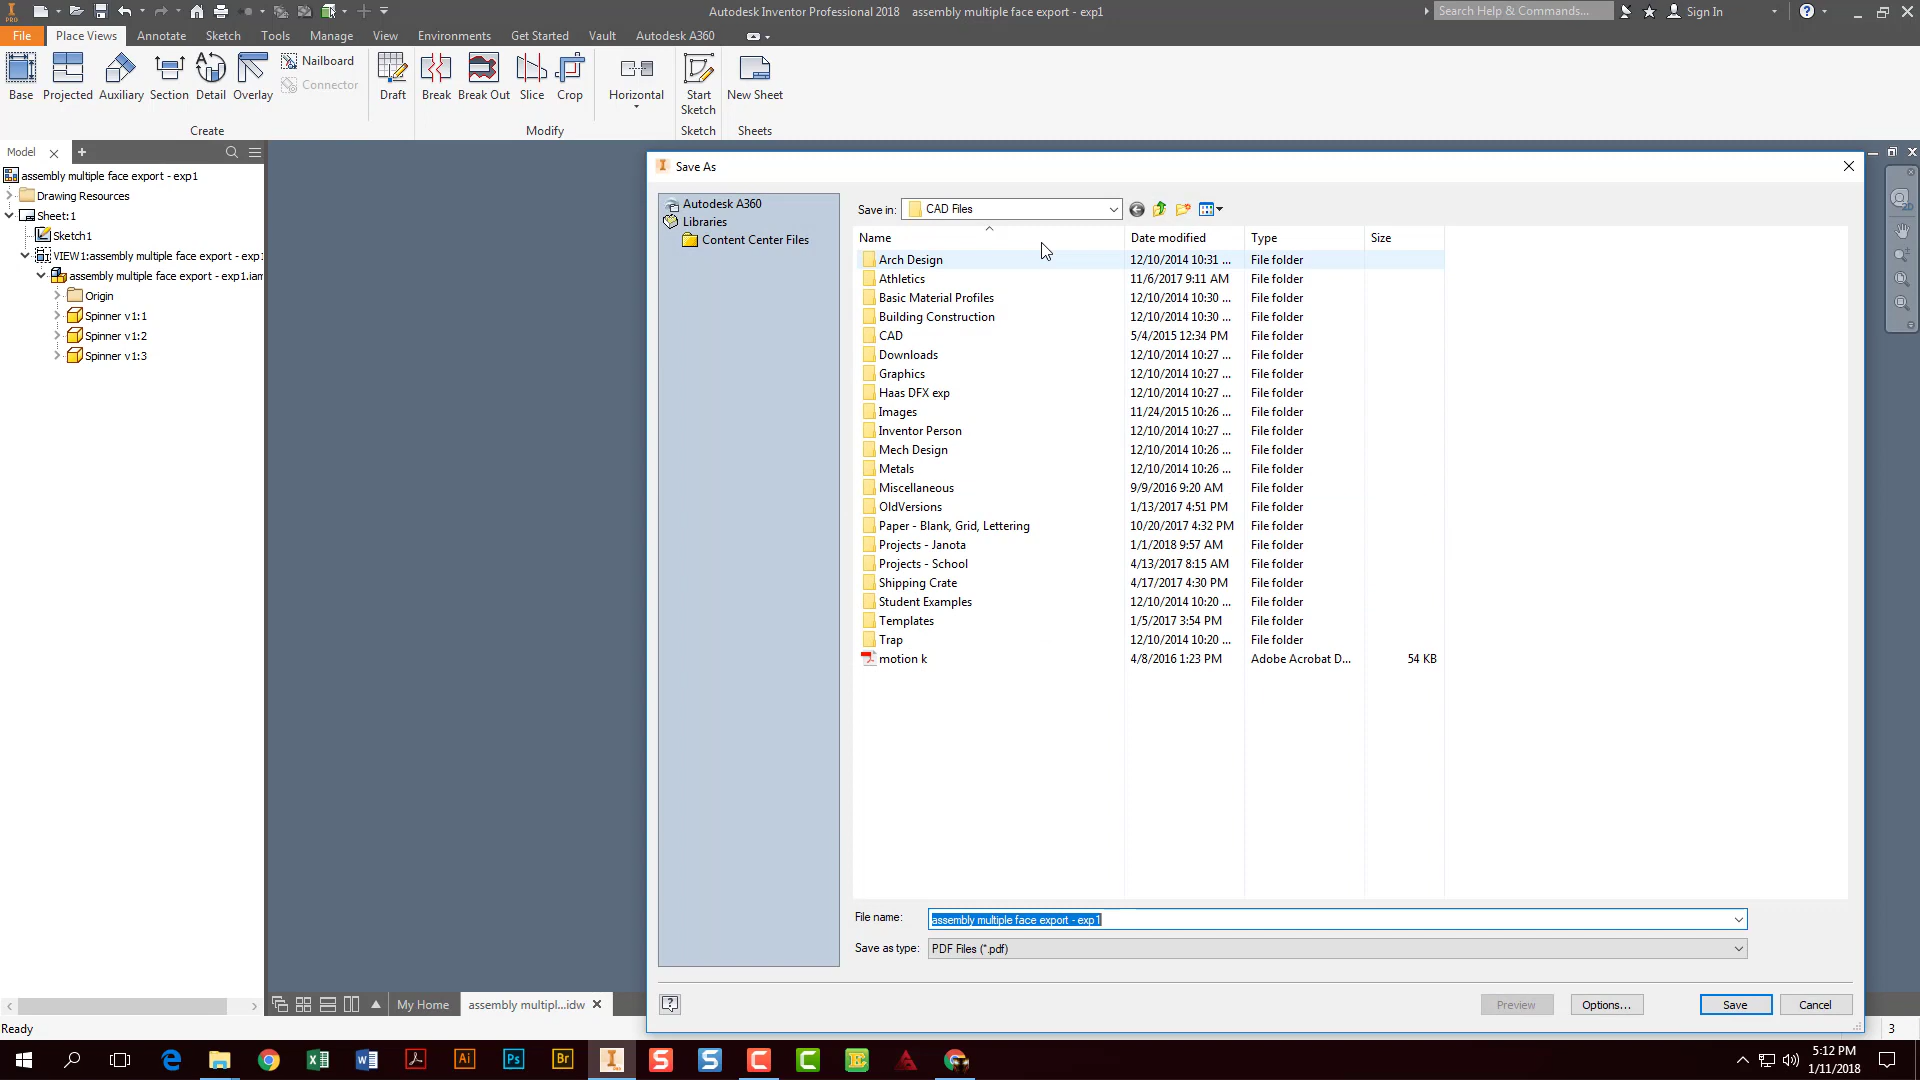 PRO
Autodesk Inventor Professional 2018 assembly multiple face export - exp1
Search Help & Commands...
Sign In
File Place Views Annotate Sketch Tools Manage View Environments Get Started Vault Autodesk A360
Base Projected Auxiliary Section Detail Overlay Nailboard Connector Draft Break Break Out Slice Crop Horizontal Start Sketch New Sheet
Create Modify Sketch Sheets
Model
assembly multiple face export - exp1
Drawing Resources
Sheet:1
Sketch1
VIEW1:assembly multiple face export - exp1
assembly multiple face export - exp1.iam
Origin
Spinner v1:1
Spinner v1:2
Spinner v1:3
Save As
Autodesk A360
Libraries
Content Center Files
Save in: CAD Files
Name Date modified Type Size
Arch Design 12/10/2014 10:31 ... File folder
Athletics 11/6/2017 9:11 AM File folder
Basic Material Profiles 12/10/2014 10:30 ... File folder
Building Construction 12/10/2014 10:30 ... File folder
CAD 5/4/2015 12:34 PM File folder
Downloads 12/10/2014 10:27 ... File folder
Graphics 12/10/2014 10:27 ... File folder
Haas DFX exp 12/10/2014 10:27 ... File folder
Images 11/24/2015 10:26 ... File folder
Inventor Person 12/10/2014 10:27 ... File folder
Mech Design 12/10/2014 10:26 ... File folder
Metals 12/10/2014 10:26 ... File folder
Miscellaneous 9/9/2016 9:20 AM File folder
OldVersions 1/13/2017 4:51 PM File folder
Paper - Blank, Grid, Lettering 10/20/2017 4:32 PM File folder
Projects - Janota 1/1/2018 9:57 AM File folder
Projects - School 4/13/2017 8:15 AM File folder
Shipping Crate 4/17/2017 4:30 PM File folder
Student Examples 12/10/2014 10:20 ... File folder
Templates 1/5/2017 3:54 PM File folder
Trap 12/10/2014 10:20 ... File folder
motion k 4/8/2016 1:23 PM Adobe Acrobat D... 54 KB
File name: assembly multiple face export - exp1
Save as type: PDF Files (*.pdf)
Preview Options... Save Cancel
My Home assembly multipl...idw
Ready 3
Ai Ps Br
5:12 PM
1/11/2018